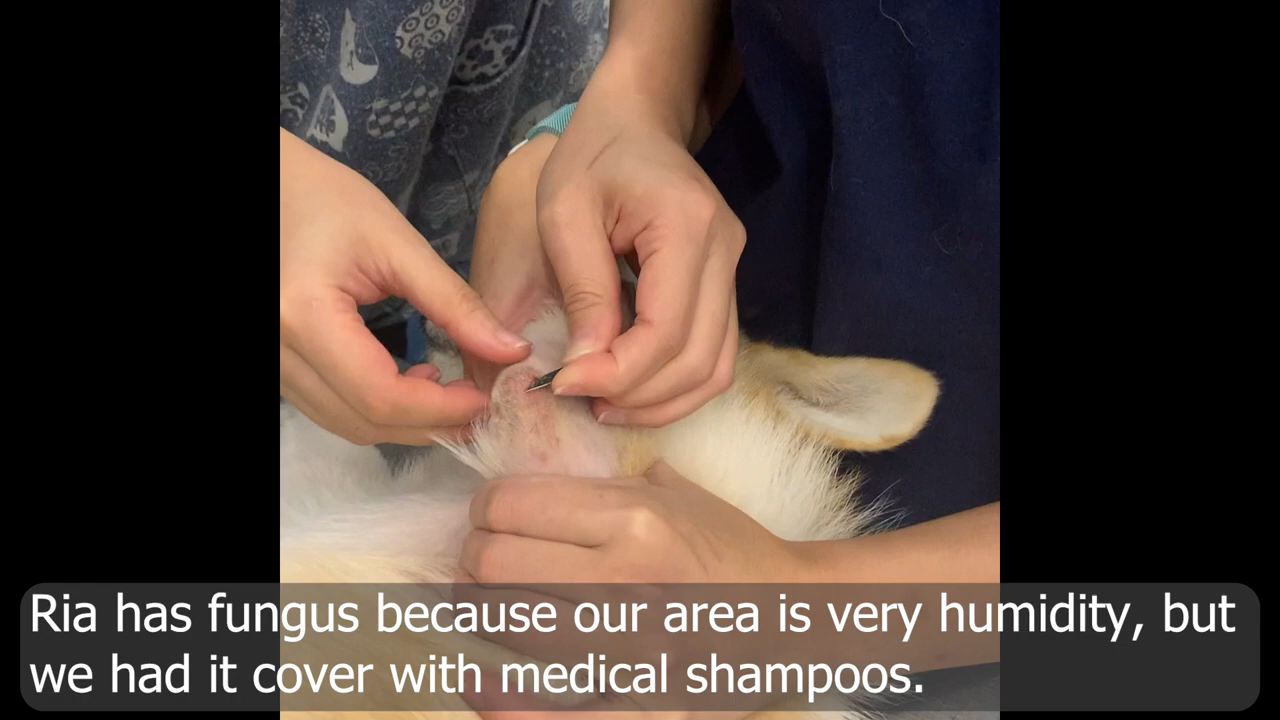 Ria has fungus because our area is very humidity, but
we had it cover with medical shampoos.